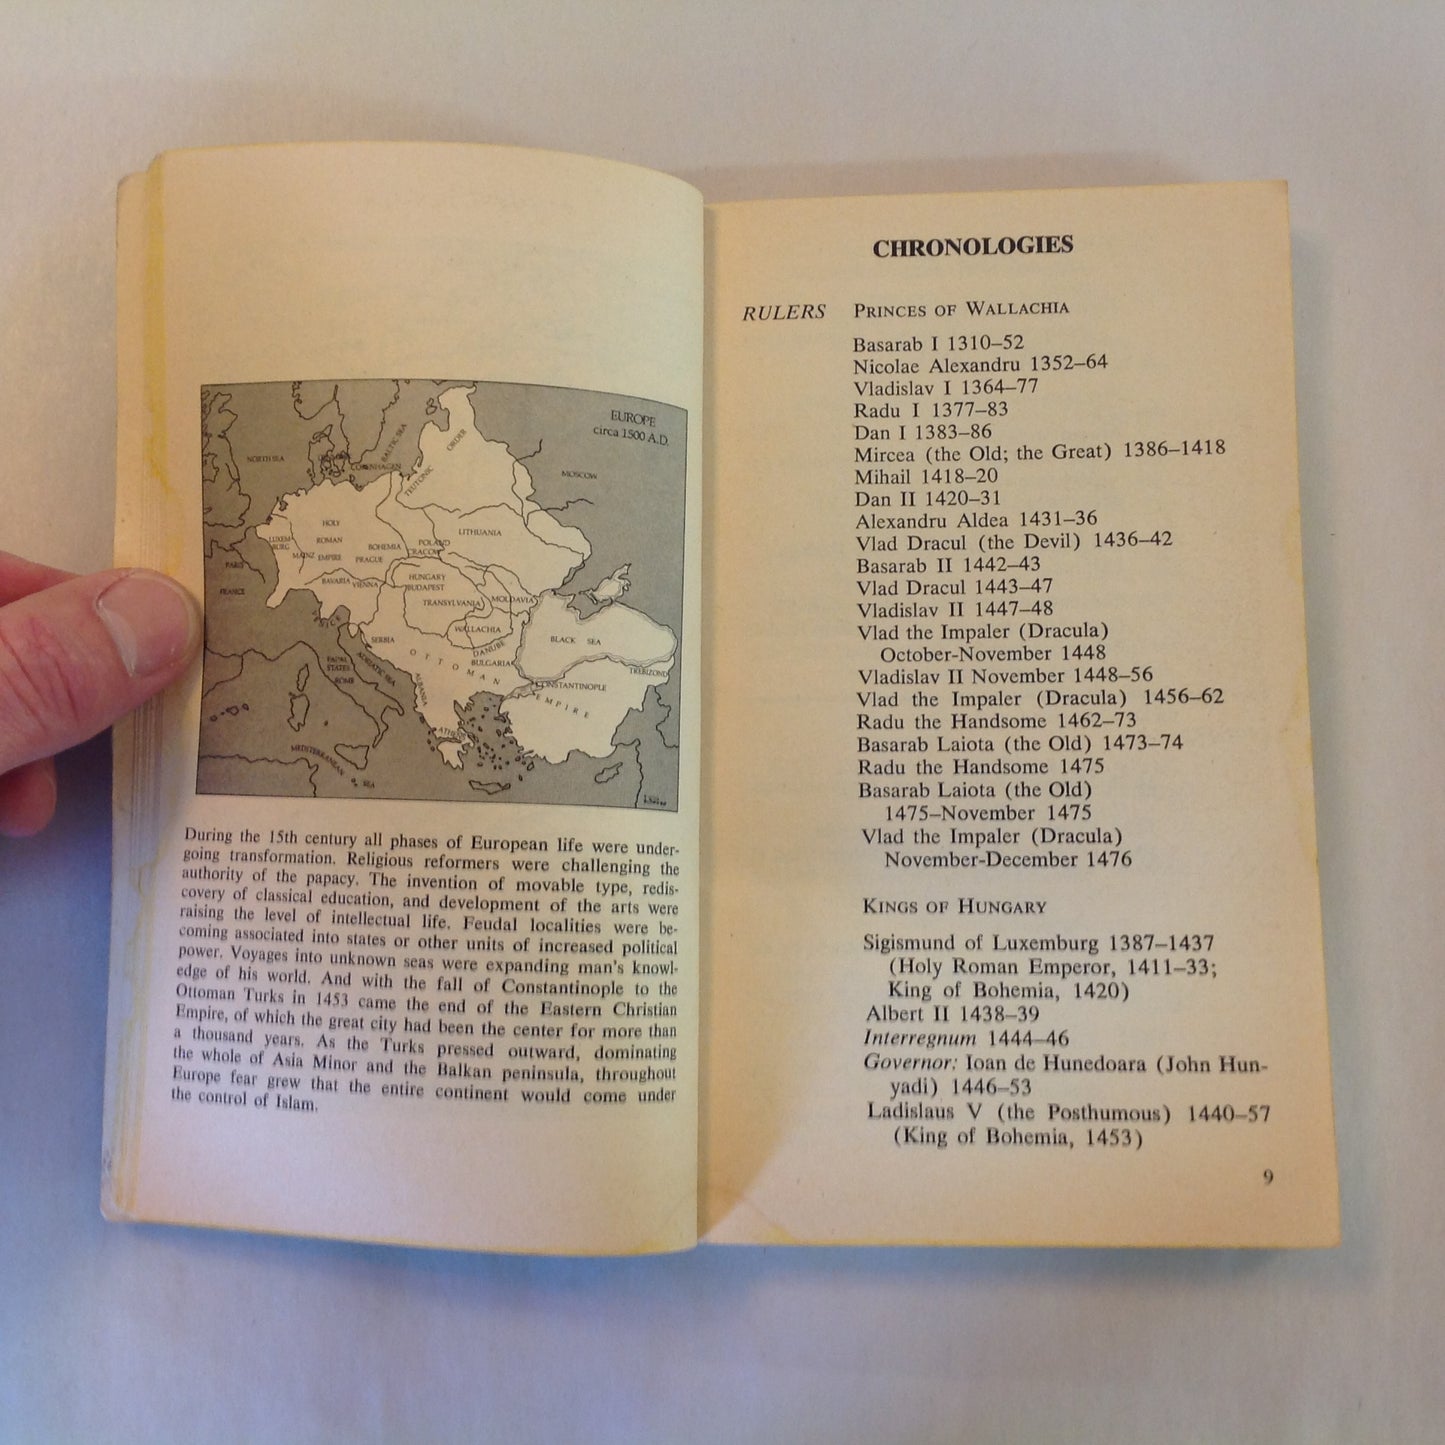 EUROPE
circa 1500 A.D.
NORTH SEA
BALTIC SEA
COPENHAGEN
TEUTONIC
ORDER
MOSCOW
HOLY
ROMAN
EMPIRE
LUXEM-
BURG
MAINZ
BOHEMIA
PRAGUE
POLAND
CRACOW
LITHUANIA
PARIS
FRANCE
BAVARIA
VIENNA
HUNGARY
BUDAPEST
TRANSYLVANIA
MOLDAVIA
WALLACHIA
SERBIA
DANUBE
BULGARIA
BLACK SEA
TREBIZOND
PAPAL
STATES
ROME
ADRIATIC SEA
ALBANIA
OTTOMAN
EMPIRE
CONSTANTINOPLE
ATHENS
MEDITERRANEAN
SEA
During the 15th century all phases of European life were under-
going transformation. Religious reformers were challenging the
authority of the papacy. The invention of movable type, redis-
covery of classical education, and development of the arts were
raising the level of intellectual life. Feudal localities were be-
coming associated into states or other units of increased political
power. Voyages into unknown seas were expanding man's knowl-
edge of his world. And with the fall of Constantinople to the
Ottoman Turks in 1453 came the end of the Eastern Christian
Empire, of which the great city had been the center for more than
a thousand years. As the Turks pressed outward, dominating
the whole of Asia Minor and the Balkan peninsula, throughout
Europe fear grew that the entire continent would come under
the control of Islam.
CHRONOLOGIES
RULERS PRINCES OF WALLACHIA
Basarab I 1310–52
Nicolae Alexandru 1352–64
Vladislav I 1364–77
Radu I 1377–83
Dan I 1383–86
Mircea (the Old; the Great) 1386–1418
Mihail 1418–20
Dan II 1420–31
Alexandru Aldea 1431–36
Vlad Dracul (the Devil) 1436–42
Basarab II 1442–43
Vlad Dracul 1443–47
Vladislav II 1447–48
Vlad the Impaler (Dracula)
October-November 1448
Vladislav II November 1448–56
Vlad the Impaler (Dracula) 1456–62
Radu the Handsome 1462–73
Basarab Laiota (the Old) 1473–74
Radu the Handsome 1475
Basarab Laiota (the Old)
1475–November 1475
Vlad the Impaler (Dracula)
November-December 1476
KINGS OF HUNGARY
Sigismund of Luxemburg 1387–1437
(Holy Roman Emperor, 1411–33;
King of Bohemia, 1420)
Albert II 1438–39
Interregnum 1444–46
Governor: Ioan de Hunedoara (John Hun-
yadi) 1446–53
Ladislaus V (the Posthumous) 1440–57
(King of Bohemia, 1453)
9